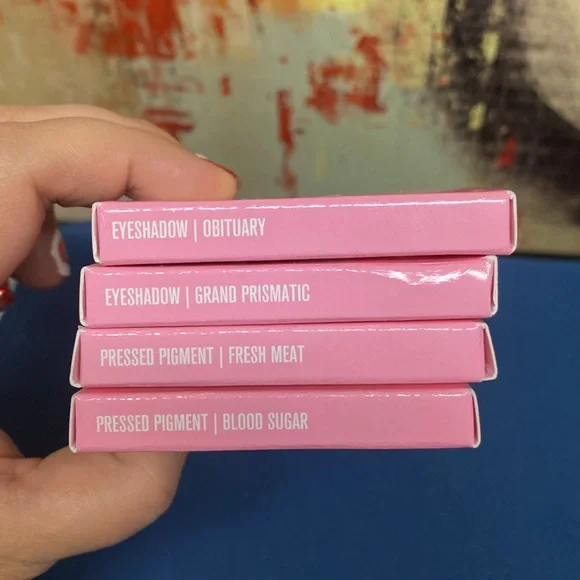 EYESHADOW | OBITUARY
EYESHADOW | GRAND PRISMATIC
PRESSED PIGMENT | FRESH MEAT
PRESSED PIGMENT | BLOOD SUGAR